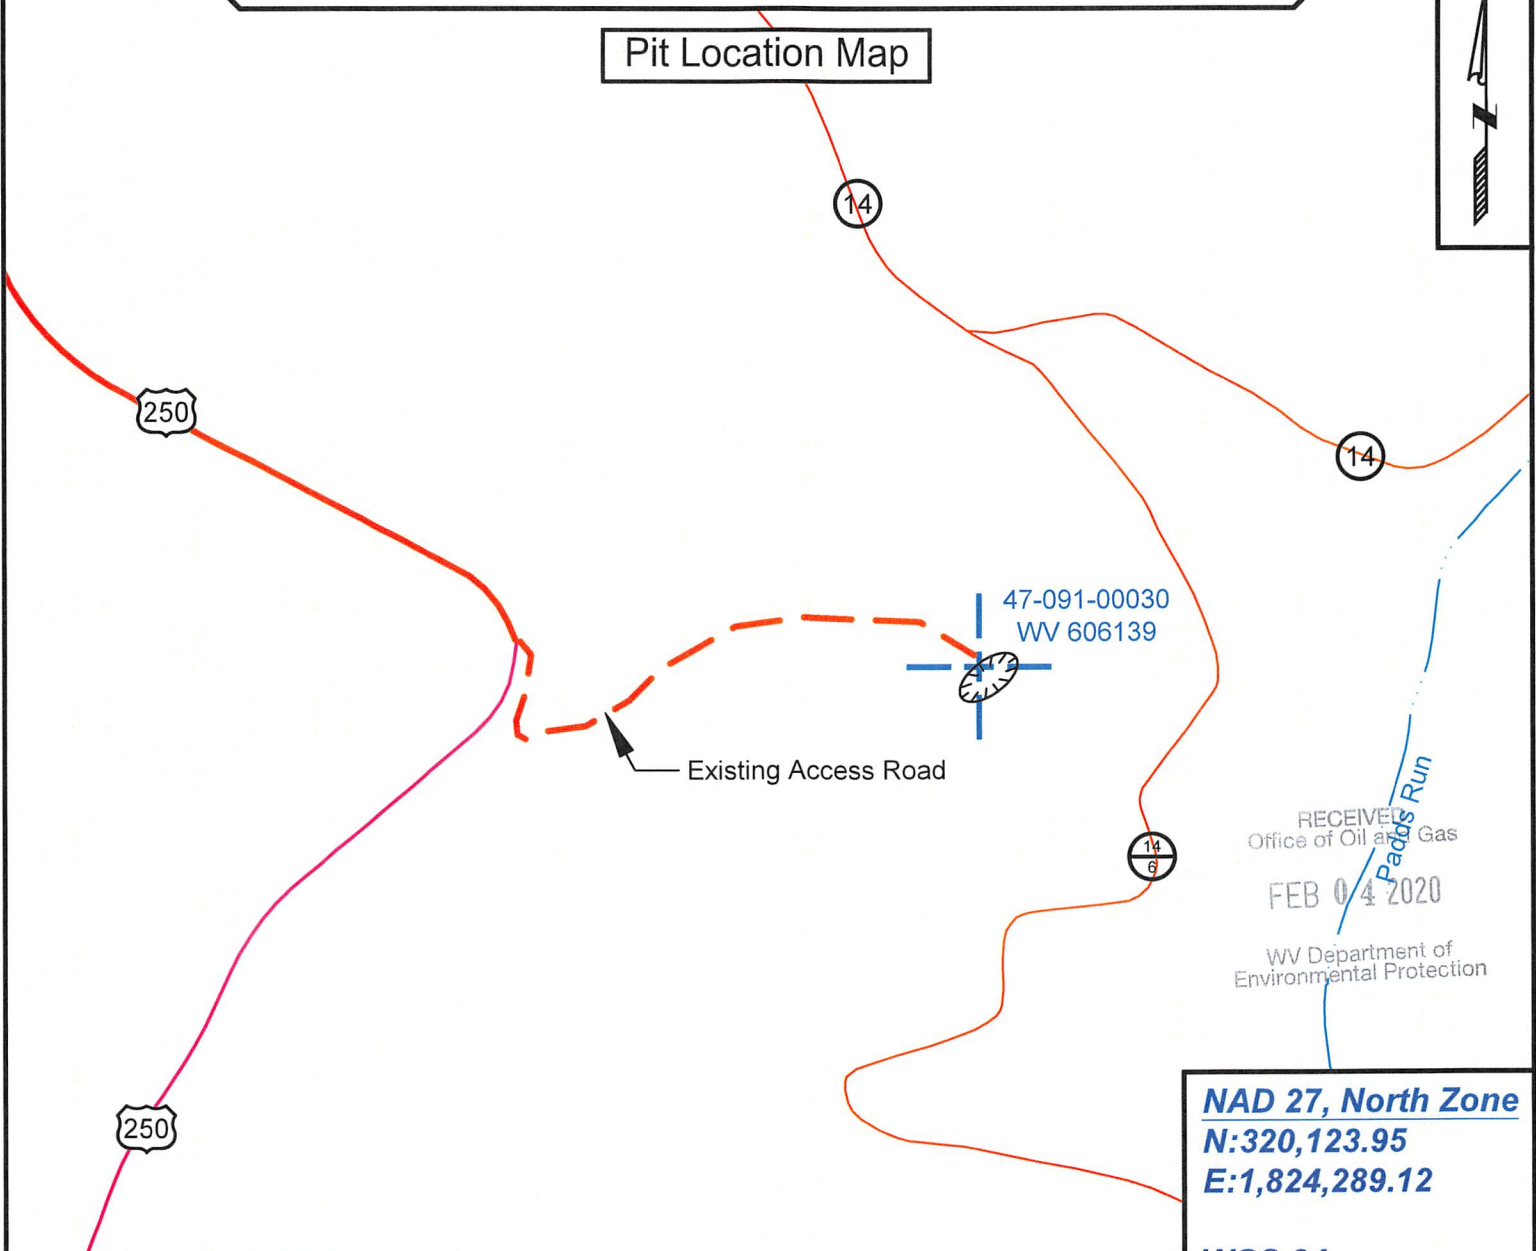 Pit Location Map
N
14
250
14
47-091-00030
WV 606139
Existing Access Road
Padds Run
RECEIVED
Office of Oil and Gas
14
6
FEB 04 2020
WV Department of
Environmental Protection
250
NAD 27, North Zone
N:320,123.95
E:1,824,289.12